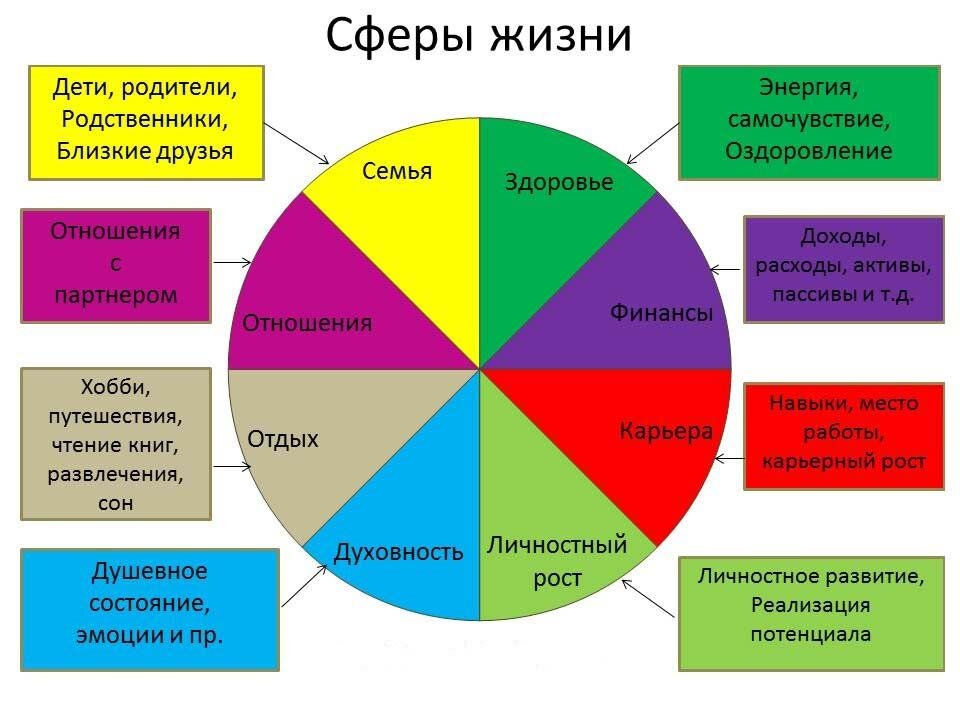 Сферы жизни
Дети, родители,
Родственники,
Близкие друзья
Энергия,
самочувствие,
Оздоровление
Семья
Здоровье
Отношения
с
партнером
Доходы,
расходы, активы,
пассивы и т.д.
Отношения
Финансы
Хобби,
путешествия,
чтение книг,
развлечения,
сон
Навыки, место
работы,
карьерный рост
Отдых
Карьера
Духовность
Личностный
рост
Душевное
состояние,
эмоции и пр.
Личностное развитие,
Реализация
потенциала